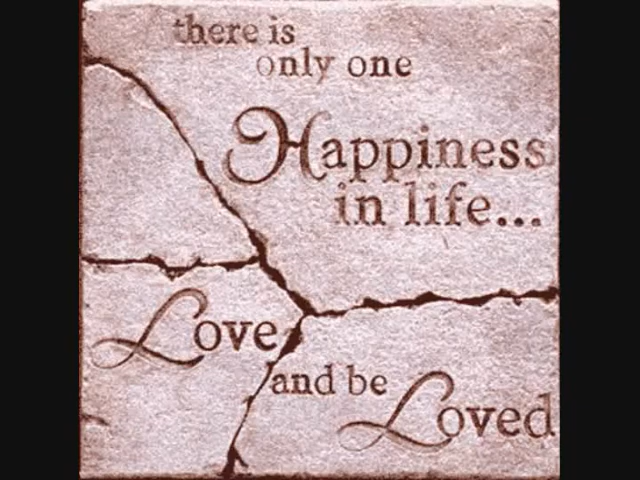 there is
only one
Happiness
in life...
Love
and be
Loved